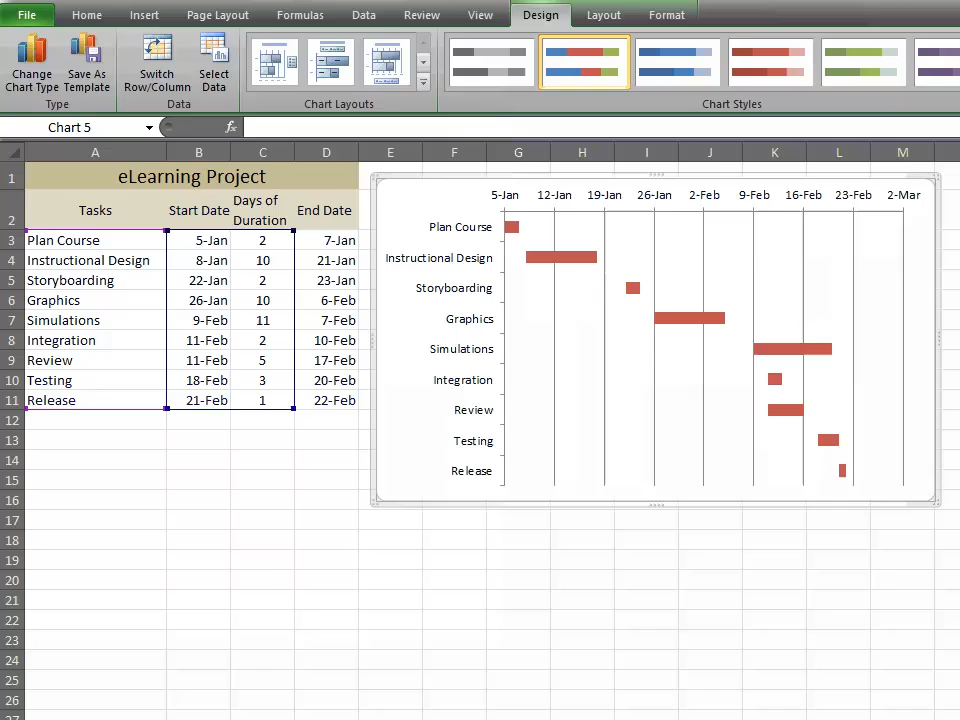 File Home Insert Page Layout Formulas Data Review View Design Layout Format
Change Chart Type
Save As Template
Switch Row/Column
Select Data
Type Data Chart Layouts Chart Styles
Chart 5 fx
A B C D E F G H I J K L M
1 eLearning Project
2 Tasks Start Date Days of Duration End Date
3 Plan Course 5-Jan 2 7-Jan
4 Instructional Design 8-Jan 10 21-Jan
5 Storyboarding 22-Jan 2 23-Jan
6 Graphics 26-Jan 10 6-Feb
7 Simulations 9-Feb 11 7-Feb
8 Integration 11-Feb 2 10-Feb
9 Review 11-Feb 5 17-Feb
10 Testing 18-Feb 3 20-Feb
11 Release 21-Feb 1 22-Feb
12
13
14
15
16
17
18
19
20
21
22
23
24
25
26
27
5-Jan 12-Jan 19-Jan 26-Jan 2-Feb 9-Feb 16-Feb 23-Feb 2-Mar
Plan Course
Instructional Design
Storyboarding
Graphics
Simulations
Integration
Review
Testing
Release